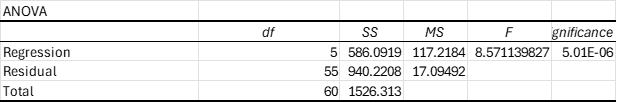 ANOVA
df SS MS F gnificance
Regression 5 586.0919 117.2184 8.571139827 5.01E-06
Residual 55 940.2208 17.09492
Total 60 1526.313